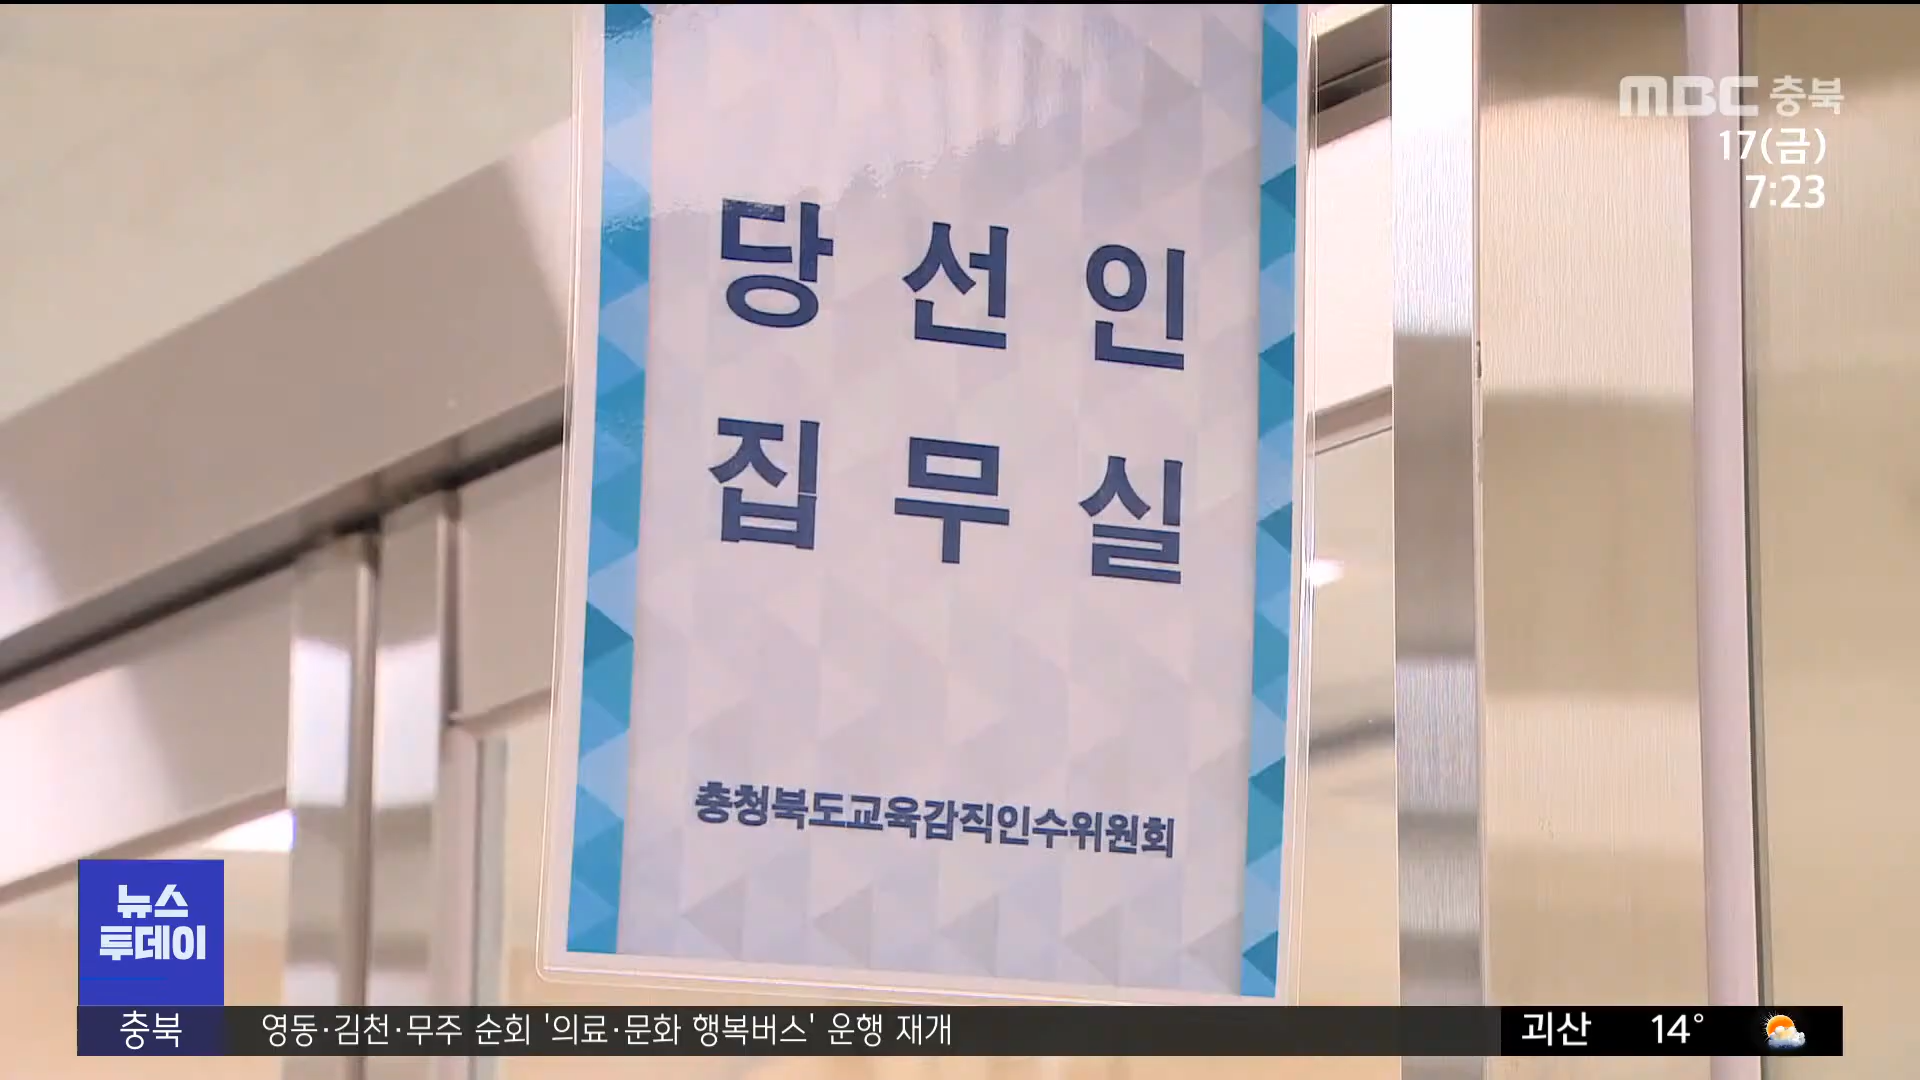 MBC 충북
17(금)
7:23
당선인
집무실
충청북도교육감직인수위원회
뉴스
투데이
충북 영동·김천·무주 순회 '의료·문화 행복버스' 운행 재개 괴산 14°